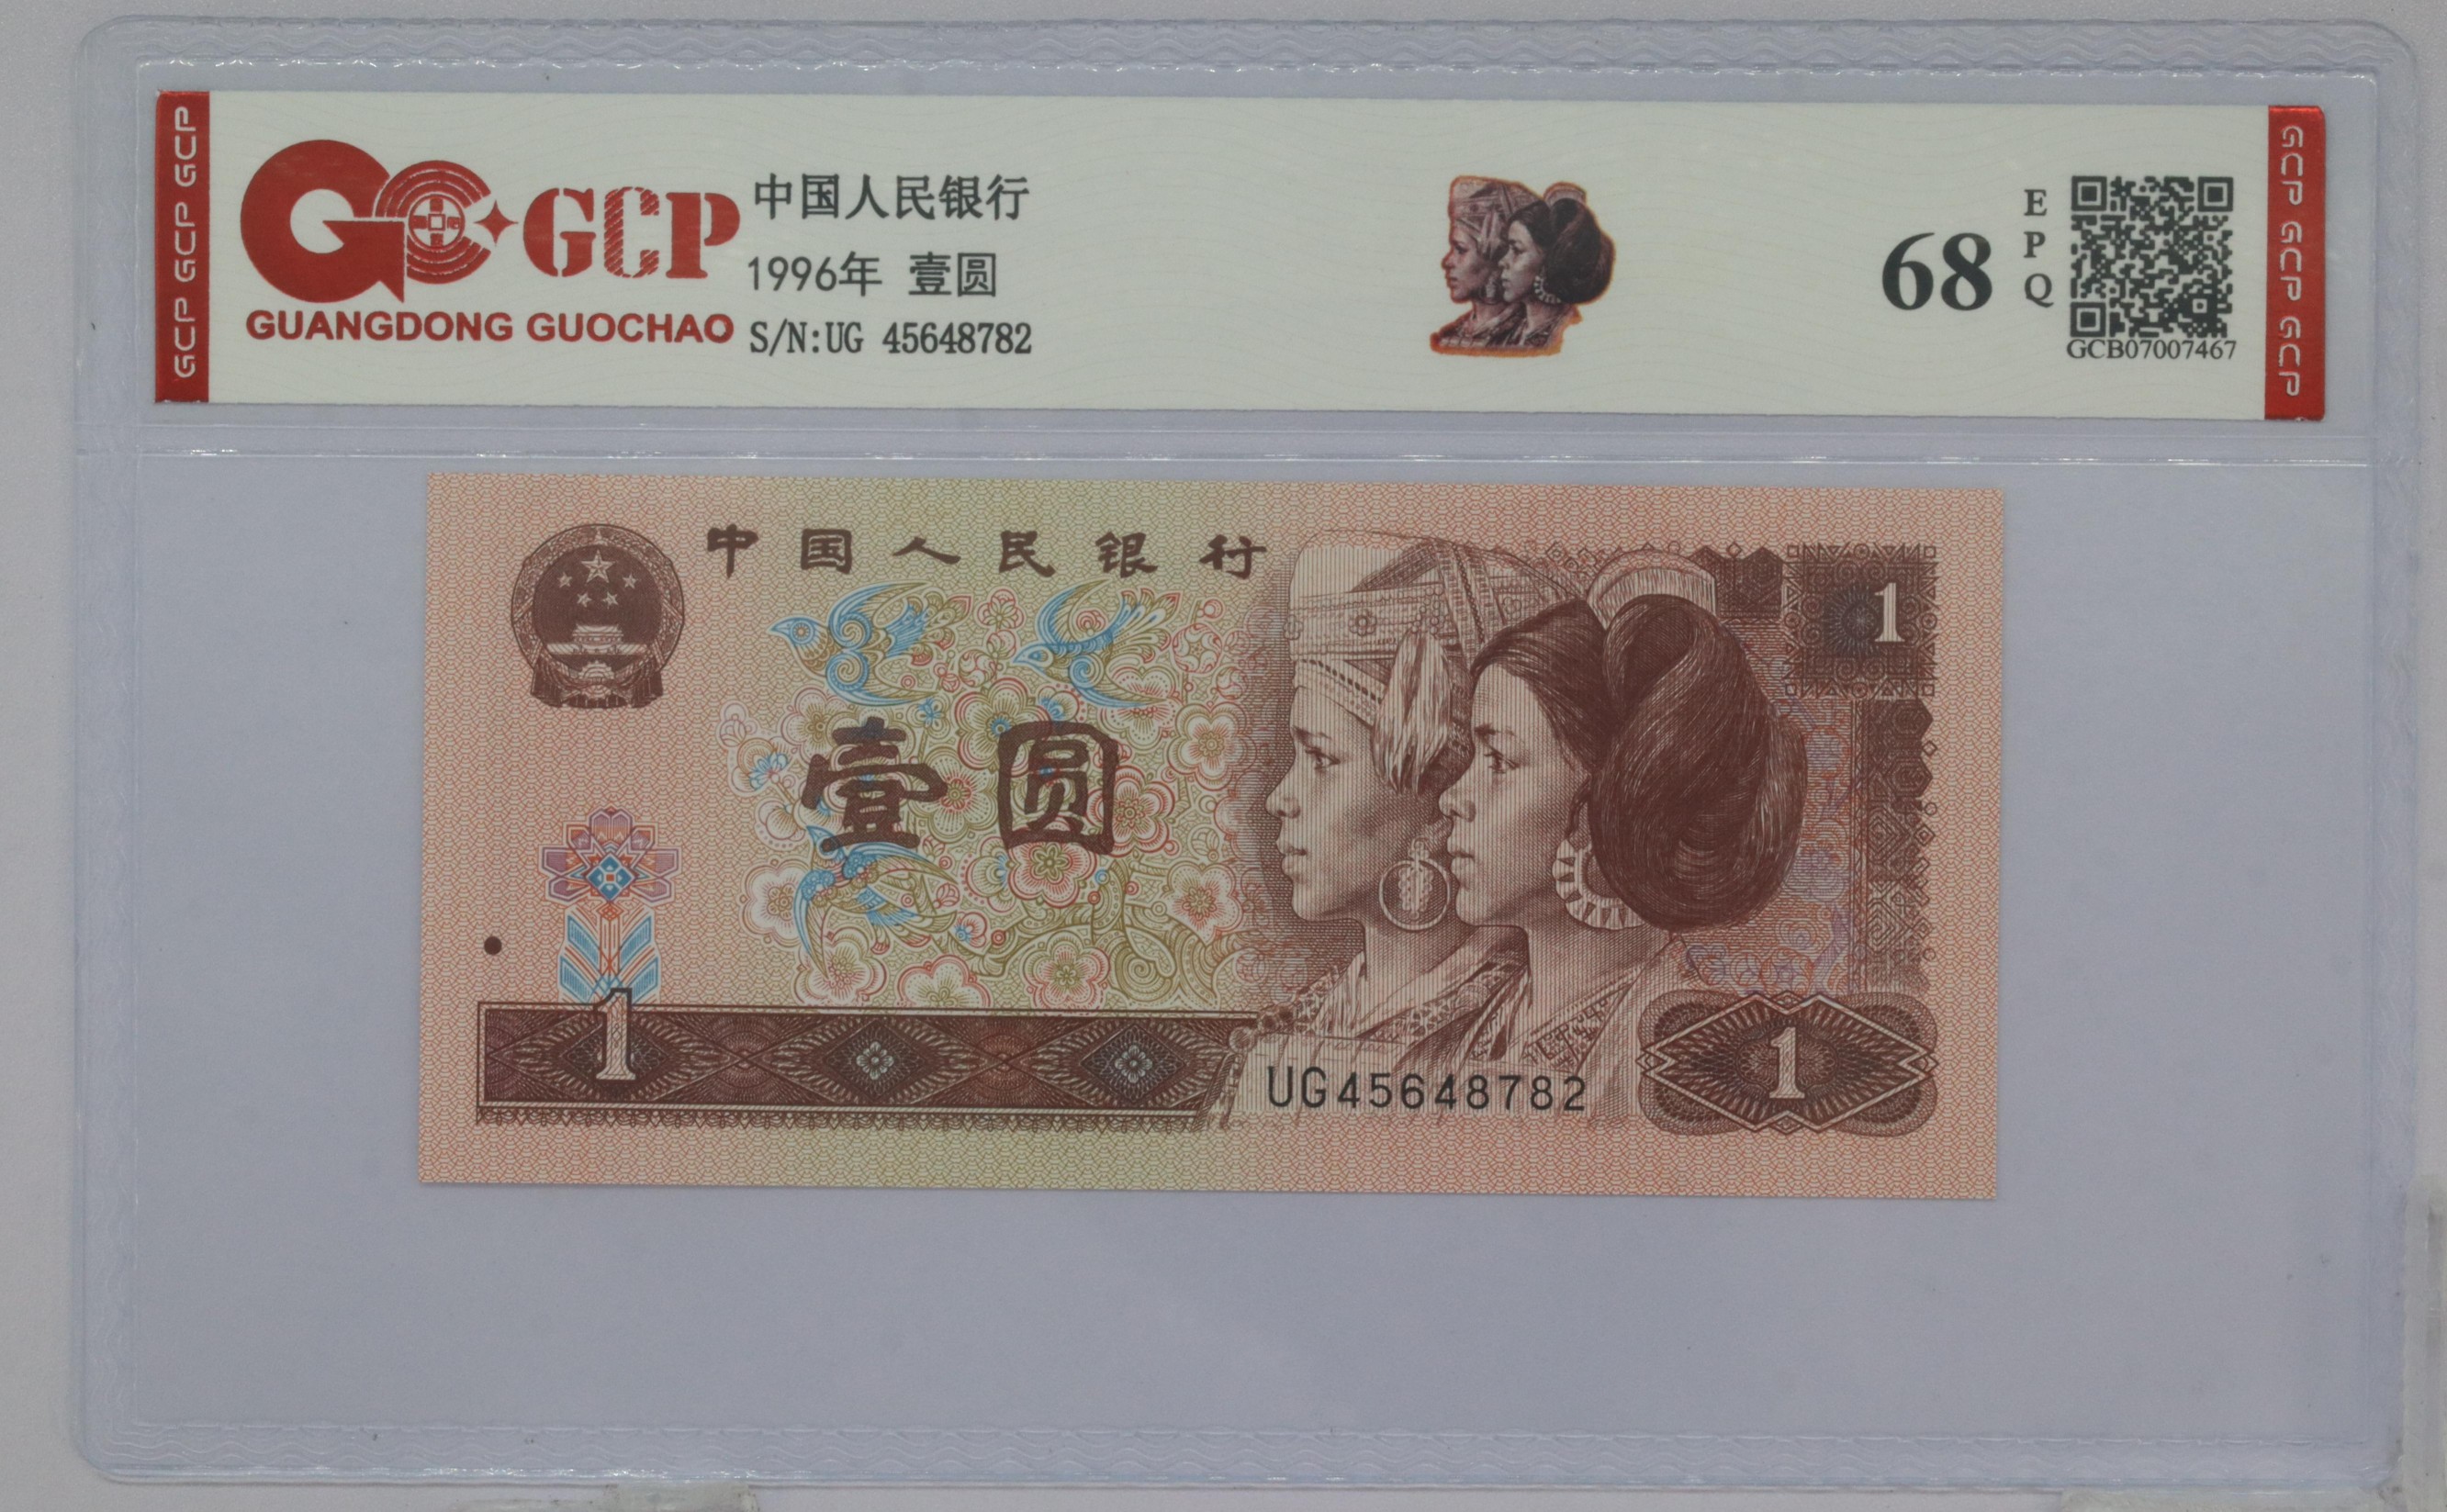 GCP GCP GCP
GCP
GUANGDONG GUOCHAO
中国人民银行
1996年 壹圆
S/N:UG 45648782
68
EPQ
GCB07007467
GCP GCP GCP
中国人民银行
1
壹圆
1
UG45648782
1